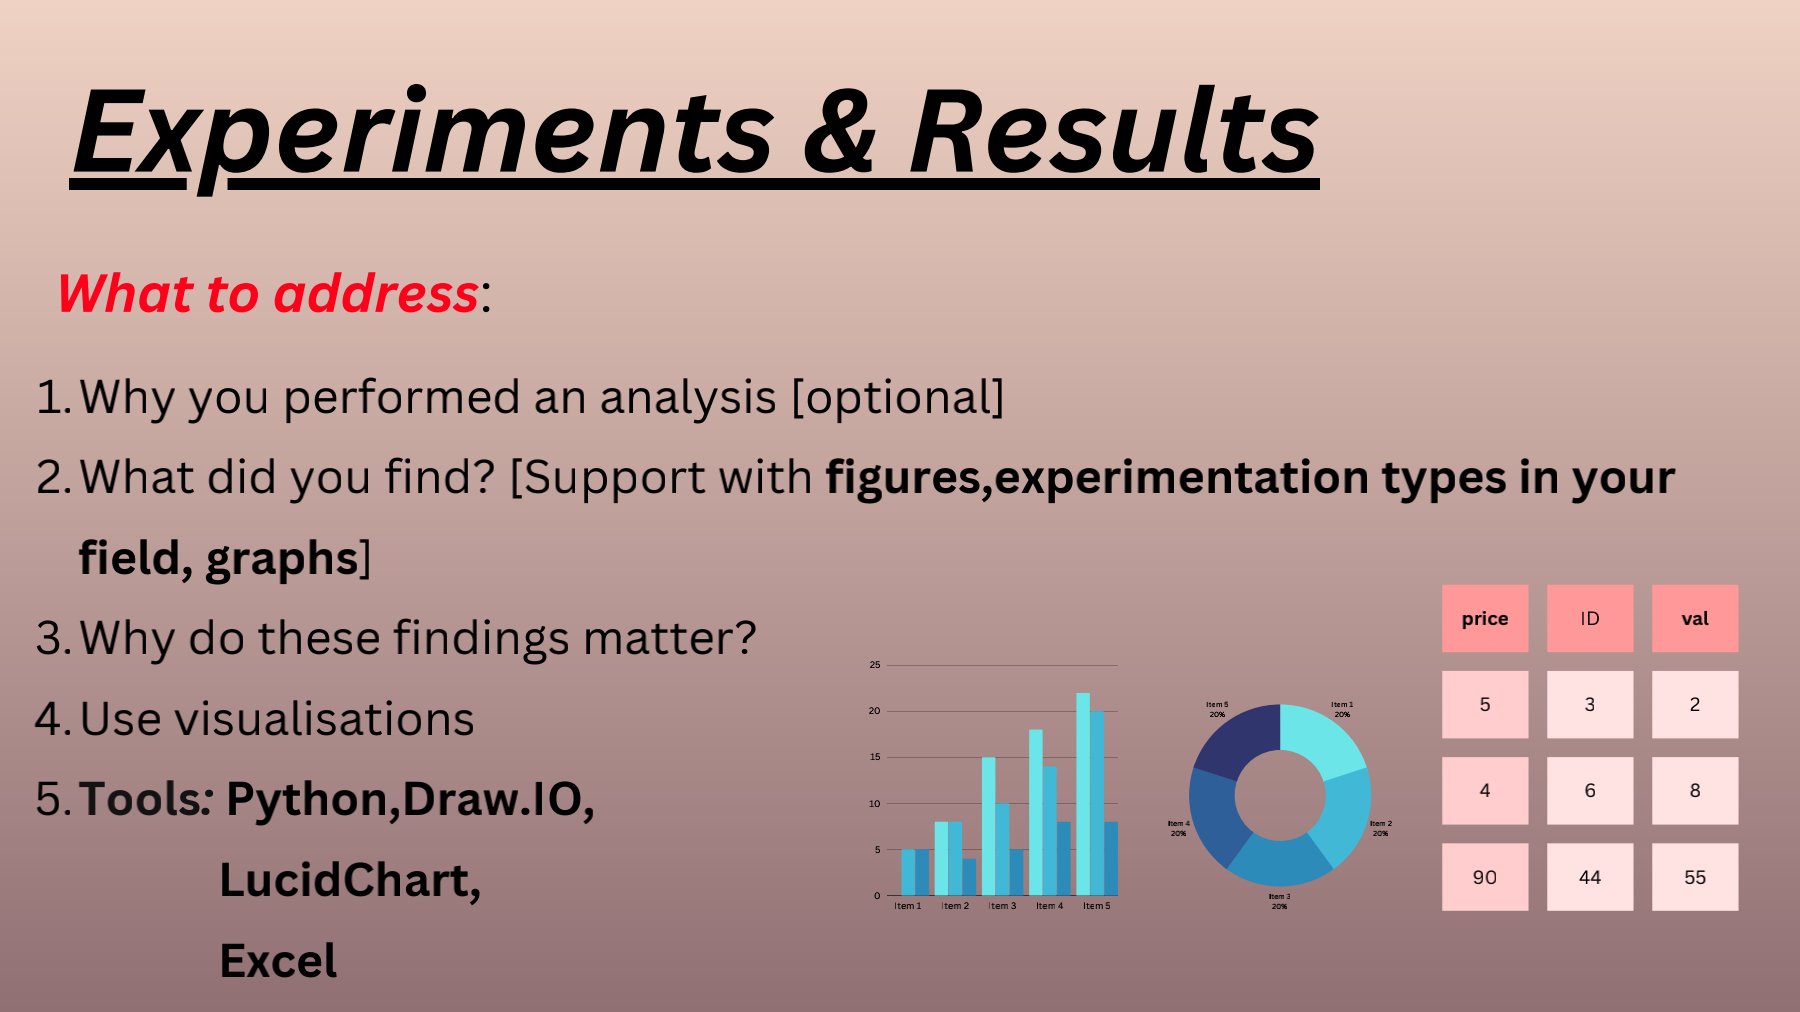 Experiments & Results
What to address:
1. Why you performed an analysis [optional]
2. What did you find? [Support with figures,experimentation types in your
field, graphs]
3. Why do these findings matter?
4. Use visualisations
5. Tools: Python,Draw.IO,
LucidChart,
Excel
25
20
15
10
5
0
Item 1 Item 2 Item 3 Item 4 Item 5
Item 5
20%
Item 1
20%
Item 4
20%
Item 2
20%
Item 3
20%
price ID val
5 3 2
4 6 8
90 44 55